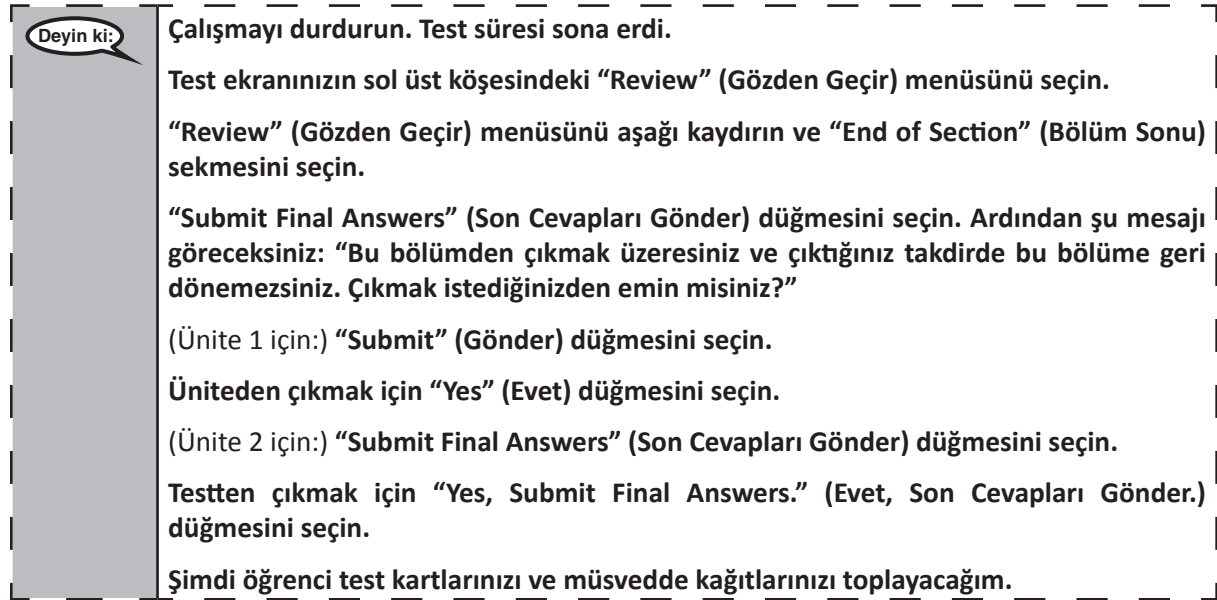 Deyin ki:
Çalışmayı durdurun. Test süresi sona erdi.
Test ekranınızın sol üst köşesindeki “Review” (Gözden Geçir) menüsünü seçin.
“Review” (Gözden Geçir) menüsünü aşağı kaydırın ve “End of Section” (Bölüm Sonu)
sekmesini seçin.
“Submit Final Answers” (Son Cevapları Gönder) düğmesini seçin. Ardından şu mesajı
göreceksiniz: “Bu bölümden çıkmak üzeresiniz ve çıktığınız takdirde bu bölüme geri
dönemezsiniz. Çıkmak istediğinizden emin misiniz?”
(Ünite 1 için:) “Submit” (Gönder) düğmesini seçin.
Üniteden çıkmak için “Yes” (Evet) düğmesini seçin.
(Ünite 2 için:) “Submit Final Answers” (Son Cevapları Gönder) düğmesini seçin.
Testten çıkmak için “Yes, Submit Final Answers.” (Evet, Son Cevapları Gönder.)
düğmesini seçin.
Şimdi öğrenci test kartlarınızı ve müsvedde kağıtlarınızı toplayacağım.